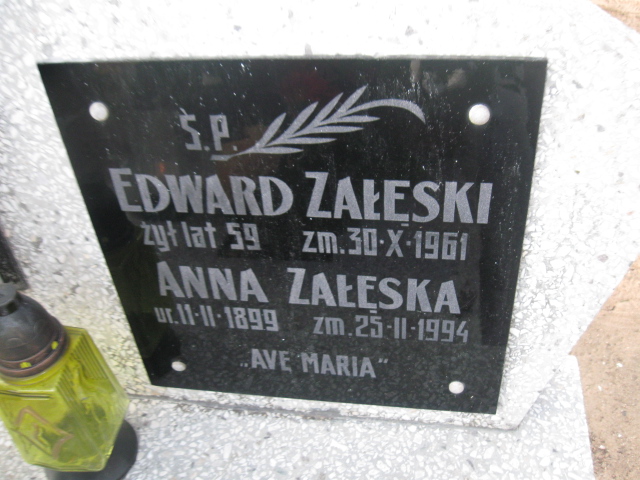 Ś.P.
EDWARD ZAŁESKI
żył lat 59 zm. 30·X·1961
ANNA ZAŁĘSKA
ur. 11·II·1899 zm. 25·II·1994
„AVE MARIA"